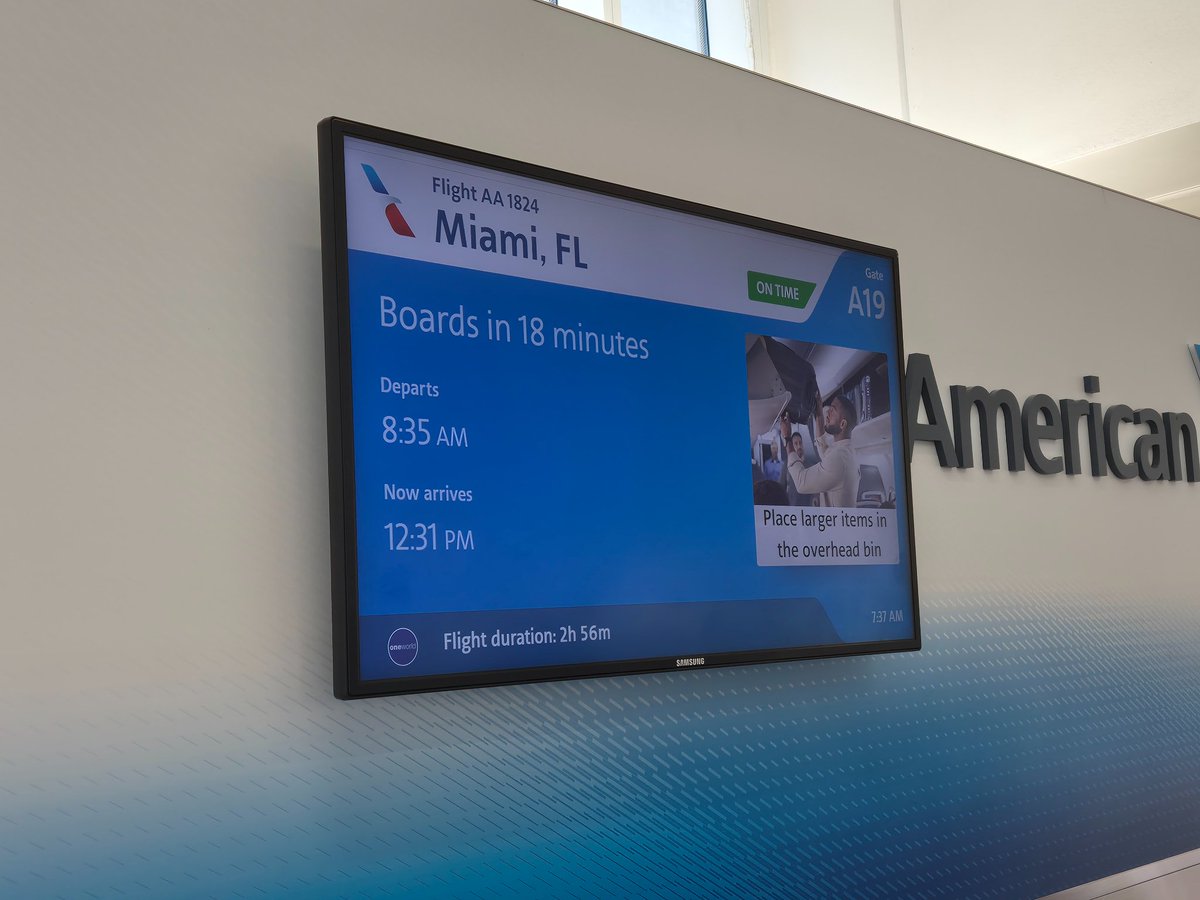 Flight AA 1824
Miami, FL
ON TIME
Gate
A19
Boards in 18 minutes
Departs
8:35 AM
Now arrives
12:31 PM
Place larger items in
the overhead bin
oneworld
Flight duration: 2h 56m
7:37 AM
SAMSUNG
American